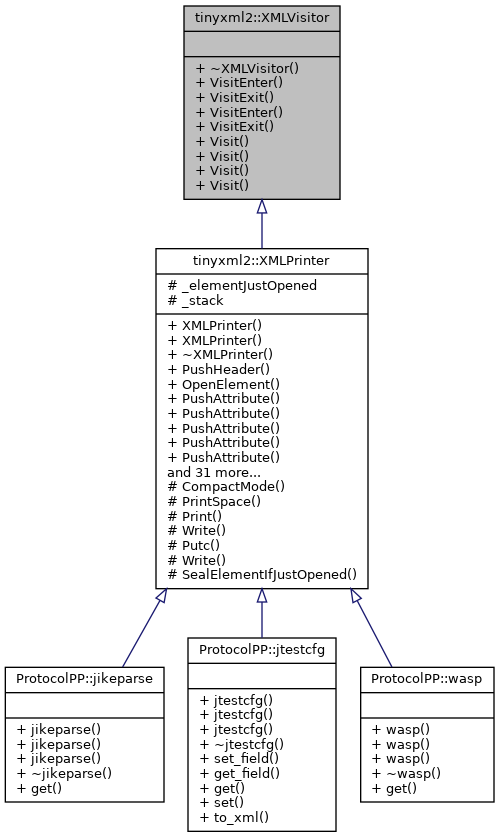 tinyxml2::XMLVisitor
+ ~XMLVisitor()
+ VisitEnter()
+ VisitExit()
+ VisitEnter()
+ VisitExit()
+ Visit()
+ Visit()
+ Visit()
+ Visit()
tinyxml2::XMLPrinter
# _elementJustOpened
# _stack
+ XMLPrinter()
+ XMLPrinter()
+ ~XMLPrinter()
+ PushHeader()
+ OpenElement()
+ PushAttribute()
+ PushAttribute()
+ PushAttribute()
+ PushAttribute()
+ PushAttribute()
and 31 more...
# CompactMode()
# PrintSpace()
# Print()
# Write()
# Putc()
# Write()
# SealElementIfJustOpened()
ProtocolPP::jikeparse
+ jikeparse()
+ jikeparse()
+ jikeparse()
+ ~jikeparse()
+ get()
ProtocolPP::jtestcfg
+ jtestcfg()
+ jtestcfg()
+ jtestcfg()
+ ~jtestcfg()
+ set_field()
+ get_field()
+ get()
+ set()
+ to_xml()
ProtocolPP::wasp
+ wasp()
+ wasp()
+ wasp()
+ ~wasp()
+ get()